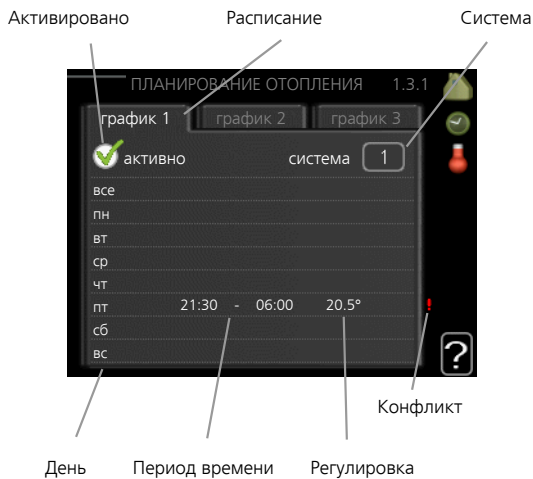 Активировано Расписание Система
ПЛАНИРОВАНИЕ ОТОПЛЕНИЯ 1.3.1
график 1 график 2 график 3
активно система 1
все
пн
вт
ср
чт
пт 21:30 - 06:00 20.5° !
сб
вс
?
Конфликт
День Период времени Регулировка